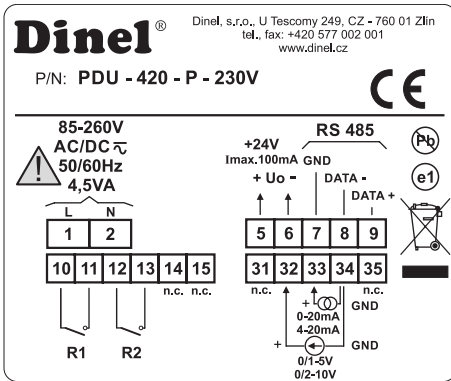 Dinel®
Dinel, s.r.o., U Tescomy 249, CZ - 760 01 Zlín
tel., fax: +420 577 002 001
www.dinel.cz
P/N: PDU - 420 - P - 230V
CE
85-260V
AC/DC
50/60Hz
4,5VA
L N
1 2
10 11 12 13 14 15
n.c. n.c.
R1 R2
RS 485
+24V
Imax.100mA GND
+ Uo - DATA -
DATA +
5 6 7 8 9
31 32 33 34 35
n.c. n.c.
+ GND
0-20mA
4-20mA
+ GND
0/1-5V
0/2-10V
Pb
e1